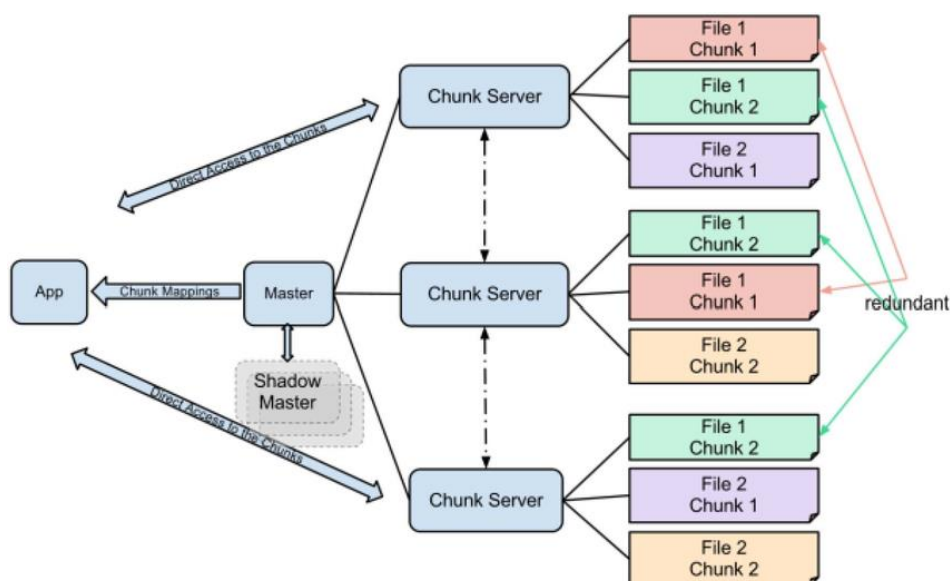 File 1
Chunk 1
File 1
Chunk 2
File 2
Chunk 1
Chunk Server
Direct Access to the Chunks
File 1
Chunk 2
File 1
Chunk 1
File 2
Chunk 2
Chunk Server
redundant
App
Chunk Mappings
Master
Shadow
Master
Direct Access to the Chunks
File 1
Chunk 2
File 2
Chunk 1
File 2
Chunk 2
Chunk Server